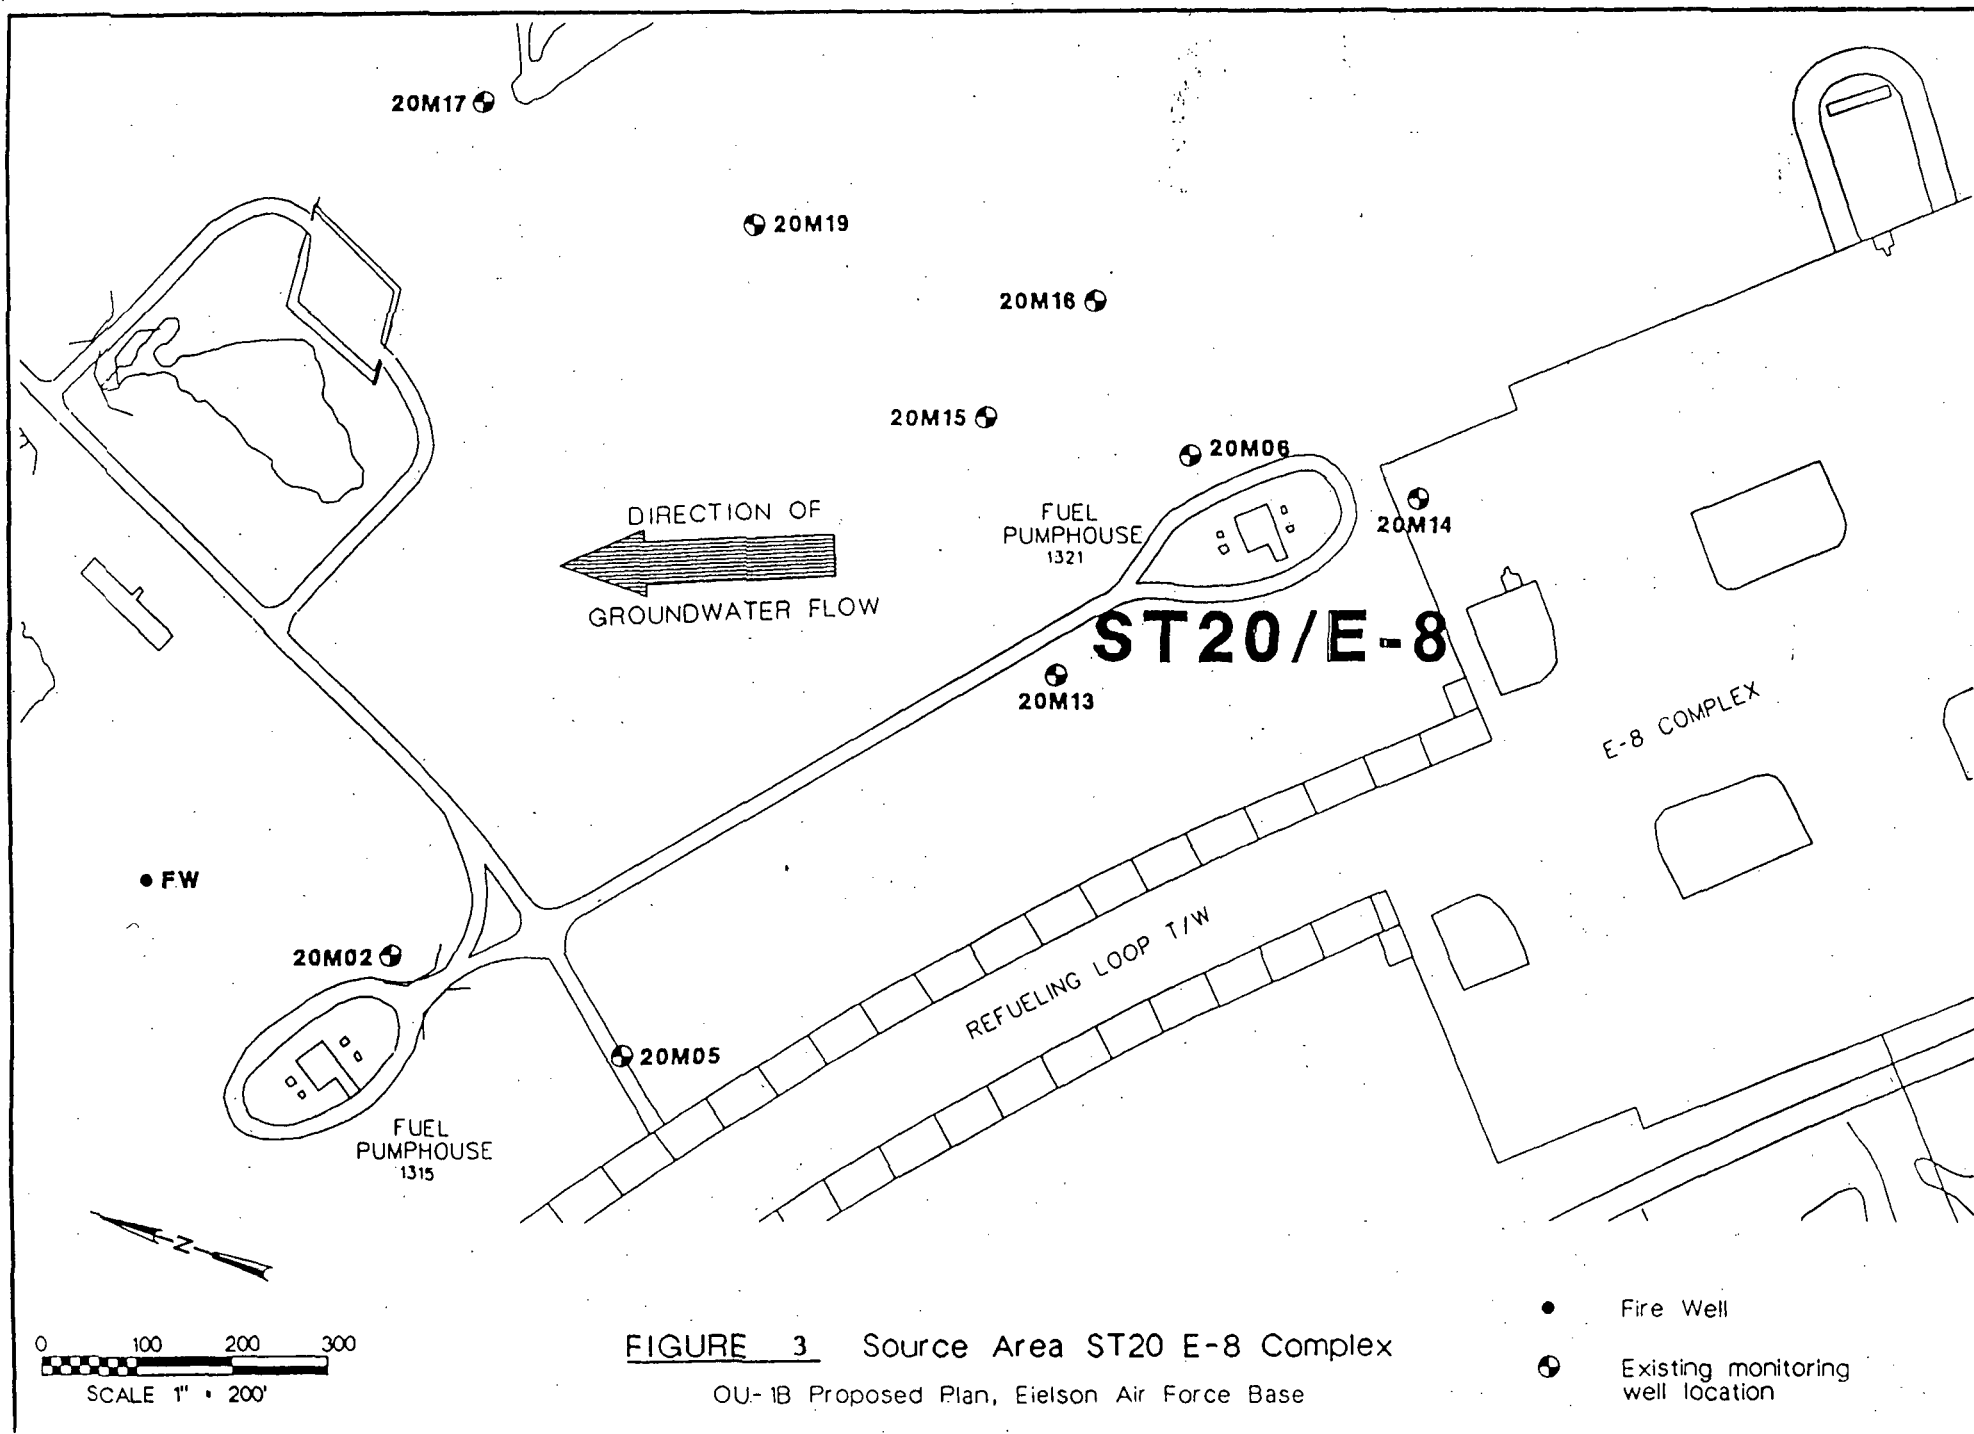 20M17
20M19
20M16
20M15
20M06
DIRECTION OF
GROUNDWATER FLOW
FUEL
PUMPHOUSE
1321
20M14
ST20/E-8
20M13
E-8 COMPLEX
FW
20M02
REFUELING LOOP T/W
20M05
FUEL
PUMPHOUSE
1315
N
0 100 200 300
SCALE 1" = 200'
FIGURE 3 Source Area ST20 E-8 Complex
OU-1B Proposed Plan, Eielson Air Force Base
Fire Well
Existing monitoring
well location